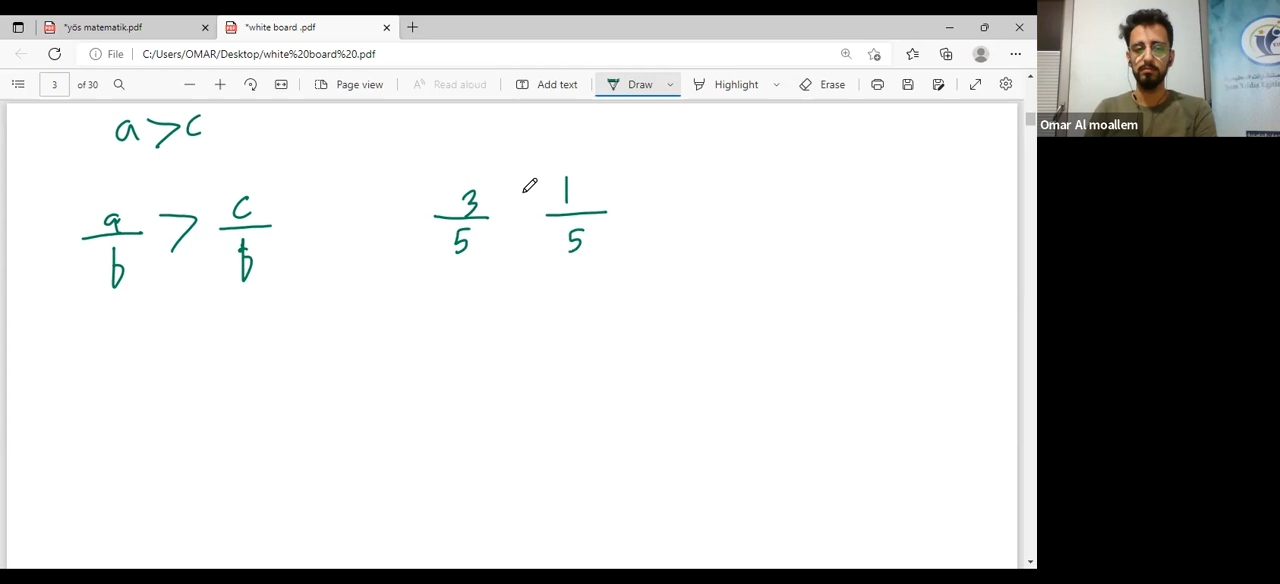 *yös matematik.pdf
*white board .pdf
File
C:/Users/OMAR/Desktop/white%20board%20.pdf
3 of 30
Page view
Read aloud
Add text
Draw
Highlight
Erase
Omar Al moallem
a > c
a/b > c/b
3/5 1/5